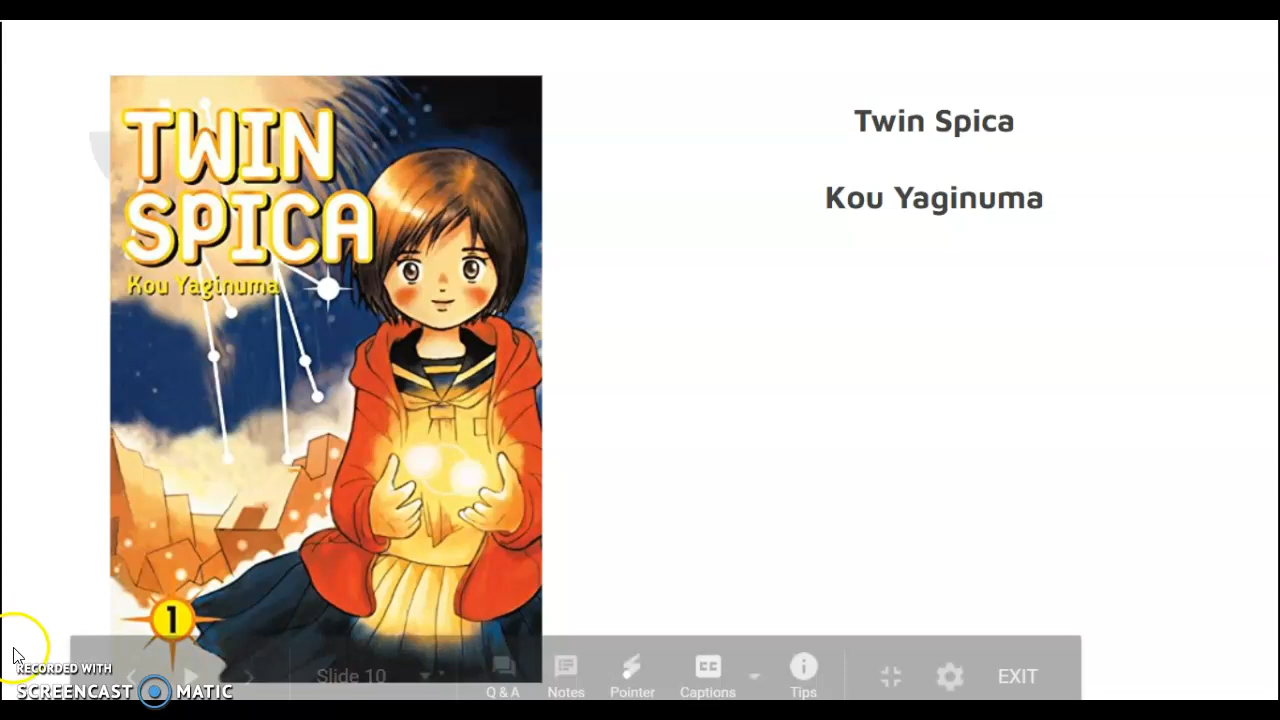 TWIN
SPICA
Kou Yaginuma
1
Twin Spica
Kou Yaginuma
Slide 10
Q & A
Notes
Pointer
Captions
Tips
EXIT
RECORDED WITH
SCREENCAST MATIC